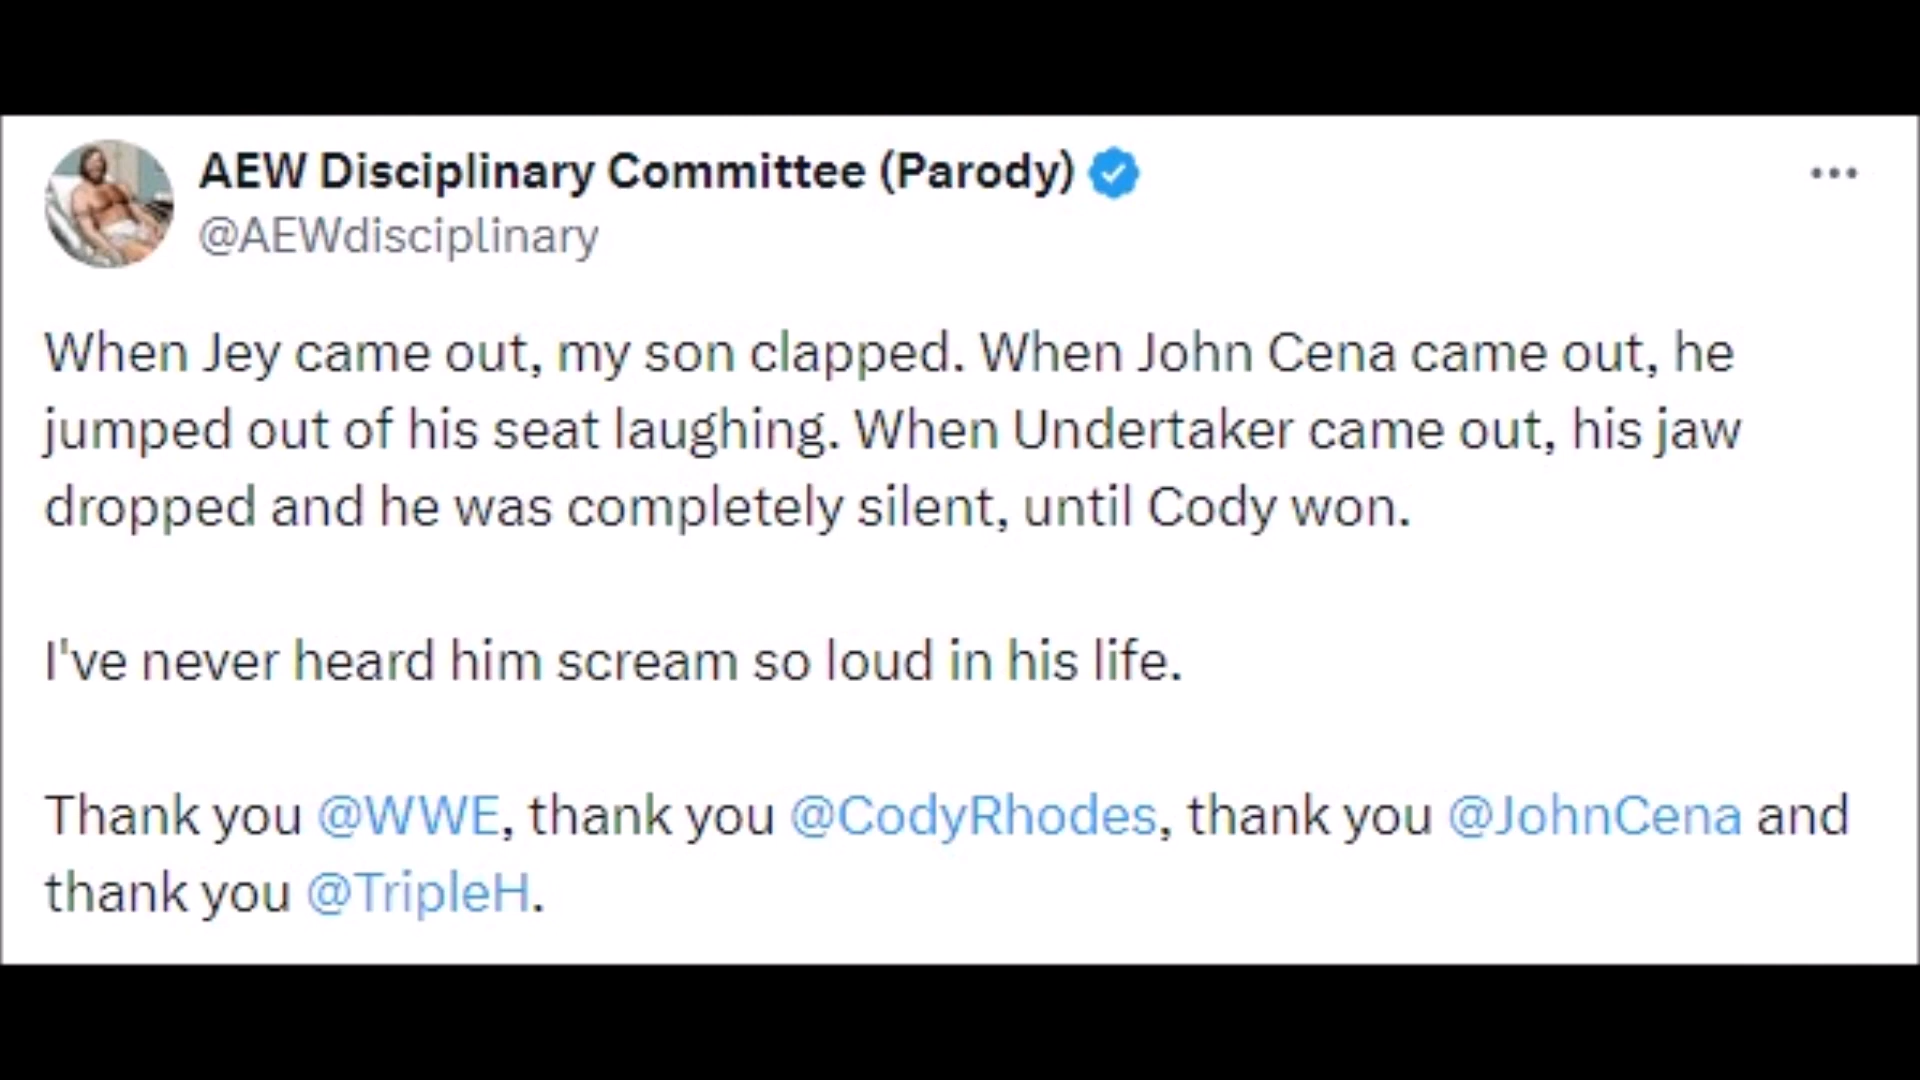 AEW Disciplinary Committee (Parody)
@AEWdisciplinary
When Jey came out, my son clapped. When John Cena came out, he
jumped out of his seat laughing. When Undertaker came out, his jaw
dropped and he was completely silent, until Cody won.
I've never heard him scream so loud in his life.
Thank you @WWE, thank you @CodyRhodes, thank you @JohnCena and
thank you @TripleH.